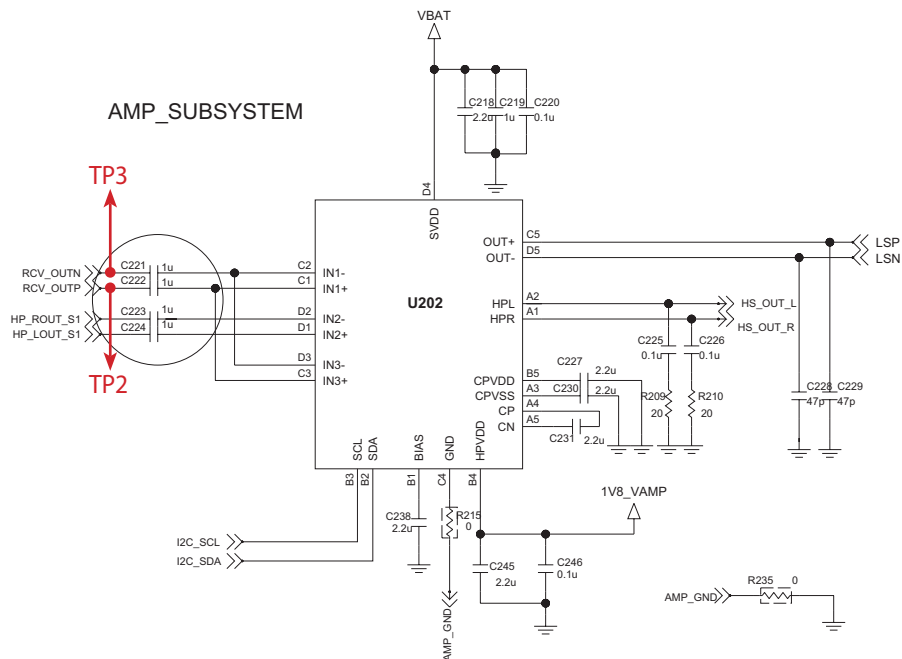 VBAT
AMP_SUBSYSTEM
C218
2.2u
C219
1u
C220
0.1u
TP3
D4
SVDD
RCV_OUTN
C221
1u
C2
IN1-
RCV_OUTP
C222
1u
C1
IN1+
HP_ROUT_S1
C223
1u
D2
IN2-
HP_LOUT_S1
C224
1u
D1
IN2+
D3
IN3-
C3
IN3+
TP2
U202
OUT+
C5
LSP
OUT-
D5
LSN
HPL
A2
HS_OUT_L
HPR
A1
HS_OUT_R
C225
0.1u
C226
0.1u
C227
2.2u
CPVDD
B5
CPVSS
A3
C230
2.2u
CP
A4
CN
A5
C231
2.2u
R209
20
R210
20
C228
47p
C229
47p
SCL
SDA
BIAS
GND
HPVDD
B3
B2
B1
C4
B4
C238
2.2u
R215
0
1V8_VAMP
I2C_SCL
I2C_SDA
C245
2.2u
C246
0.1u
AMP_GND
AMP_GND
R235
0